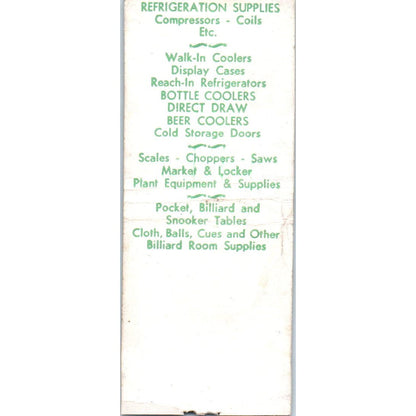 REFRIGERATION SUPPLIES
Compressors - Coils
Etc.
Walk-In Coolers
Display Cases
Reach-In Refrigerators
BOTTLE COOLERS
DIRECT DRAW
BEER COOLERS
Cold Storage Doors
Scales - Choppers - Saws
Market & Locker
Plant Equipment & Supplies
Pocket, Billiard and
Snooker Tables
Cloth, Balls, Cues and Other
Billiard Room Supplies